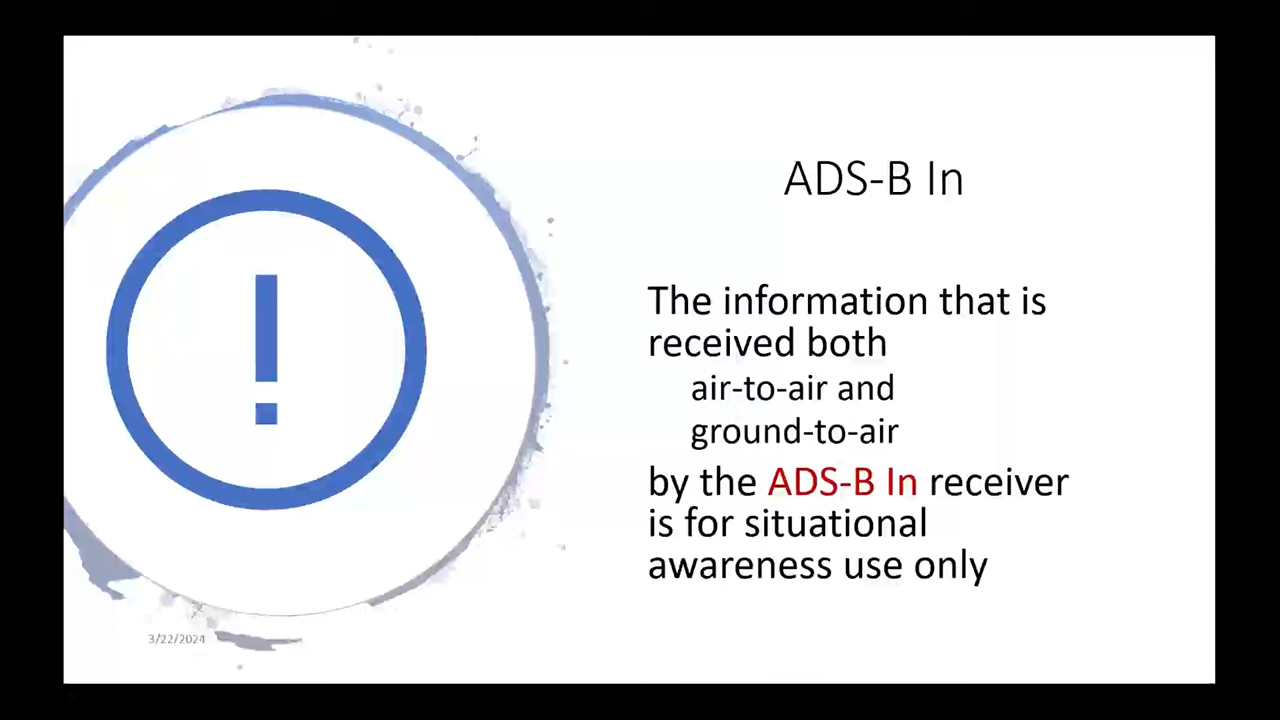 ADS-B In
The information that is
received both
air-to-air and
ground-to-air
by the ADS-B In receiver
is for situational
awareness use only
3/22/2024